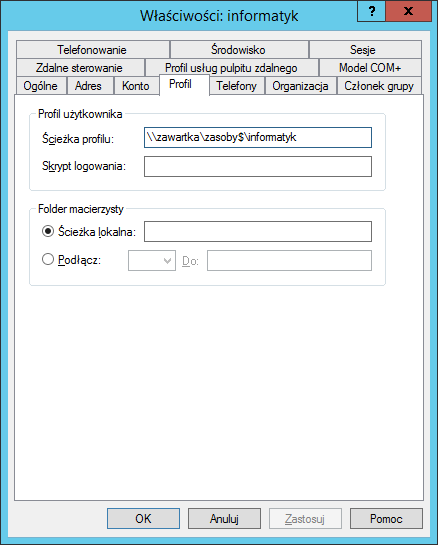 Właściwości: informatyk
? x
Telefonowanie Środowisko Sesje
Zdalne sterowanie Profil usług pulpitu zdalnego Model COM+
Ogólne Adres Konto Profil Telefony Organizacja Członek grupy
Profil użytkownika
Ścieżka profilu: \\zawartka\zasoby$\informatyk
Skrypt logowania:
Folder macierzysty
Ścieżka lokalna:
Podłącz: Do:
OK Anuluj Zastosuj Pomoc